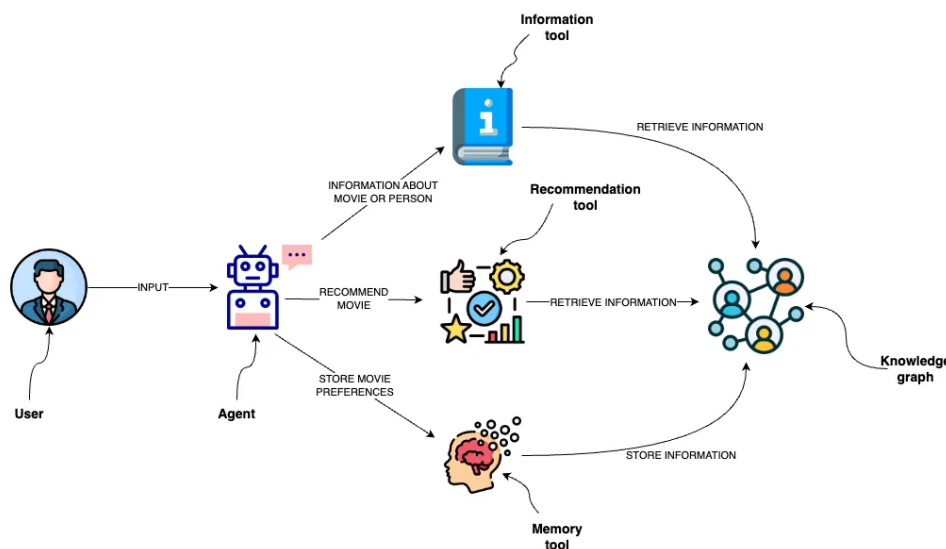 Information
tool
RETRIEVE INFORMATION
INFORMATION ABOUT
MOVIE OR PERSON
Recommendation
tool
INPUT
RECOMMEND
MOVIE
RETRIEVE INFORMATION
Knowledge
graph
STORE MOVIE
PREFERENCES
User
Agent
STORE INFORMATION
Memory
tool